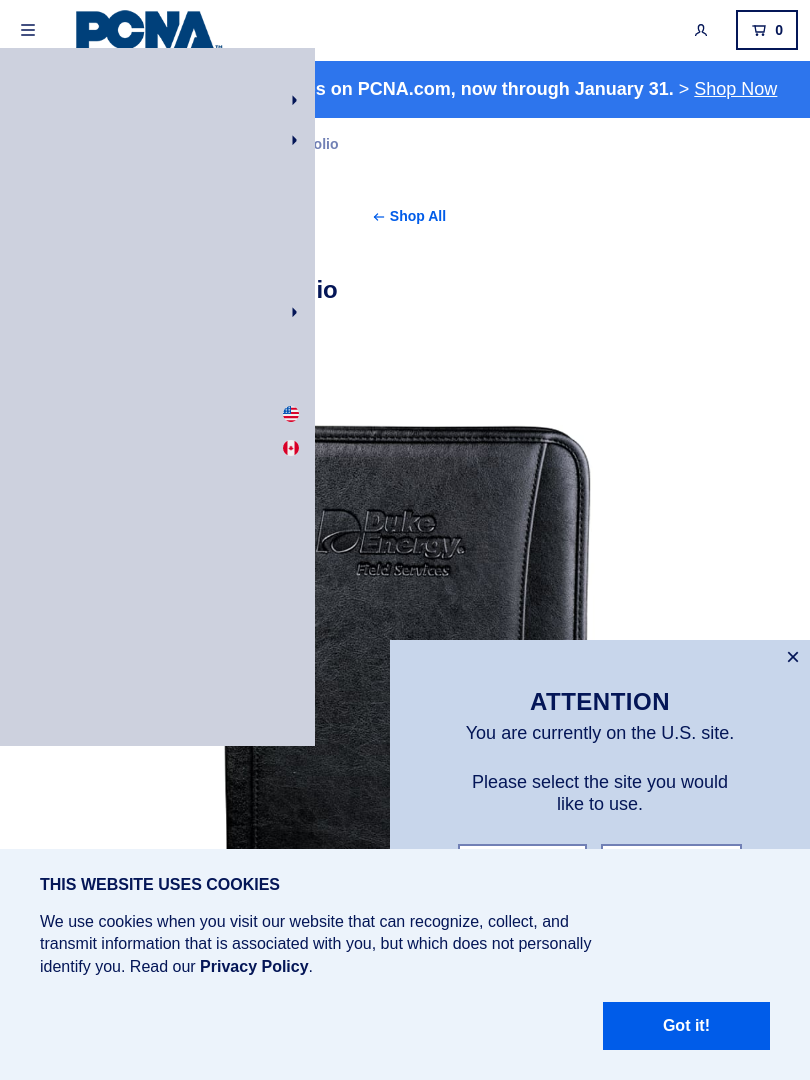 PCNA™
0
s on PCNA.com, now through January 31. > Shop Now
olio
← Shop All
io
Duke
Energy®
Field Services
×
ATTENTION
You are currently on the U.S. site.
Please select the site you would
like to use.
THIS WEBSITE USES COOKIES
We use cookies when you visit our website that can recognize, collect, and
transmit information that is associated with you, but which does not personally
identify you. Read our Privacy Policy.
Got it!